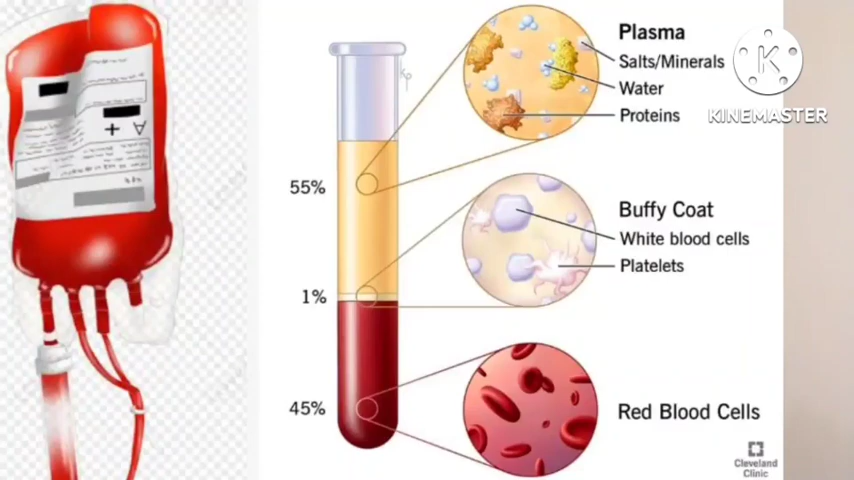 A +
55%
1%
45%
Plasma
Salts/Minerals
Water
Proteins
Buffy Coat
White blood cells
Platelets
Red Blood Cells
K
KINEMASTER
Cleveland
Clinic